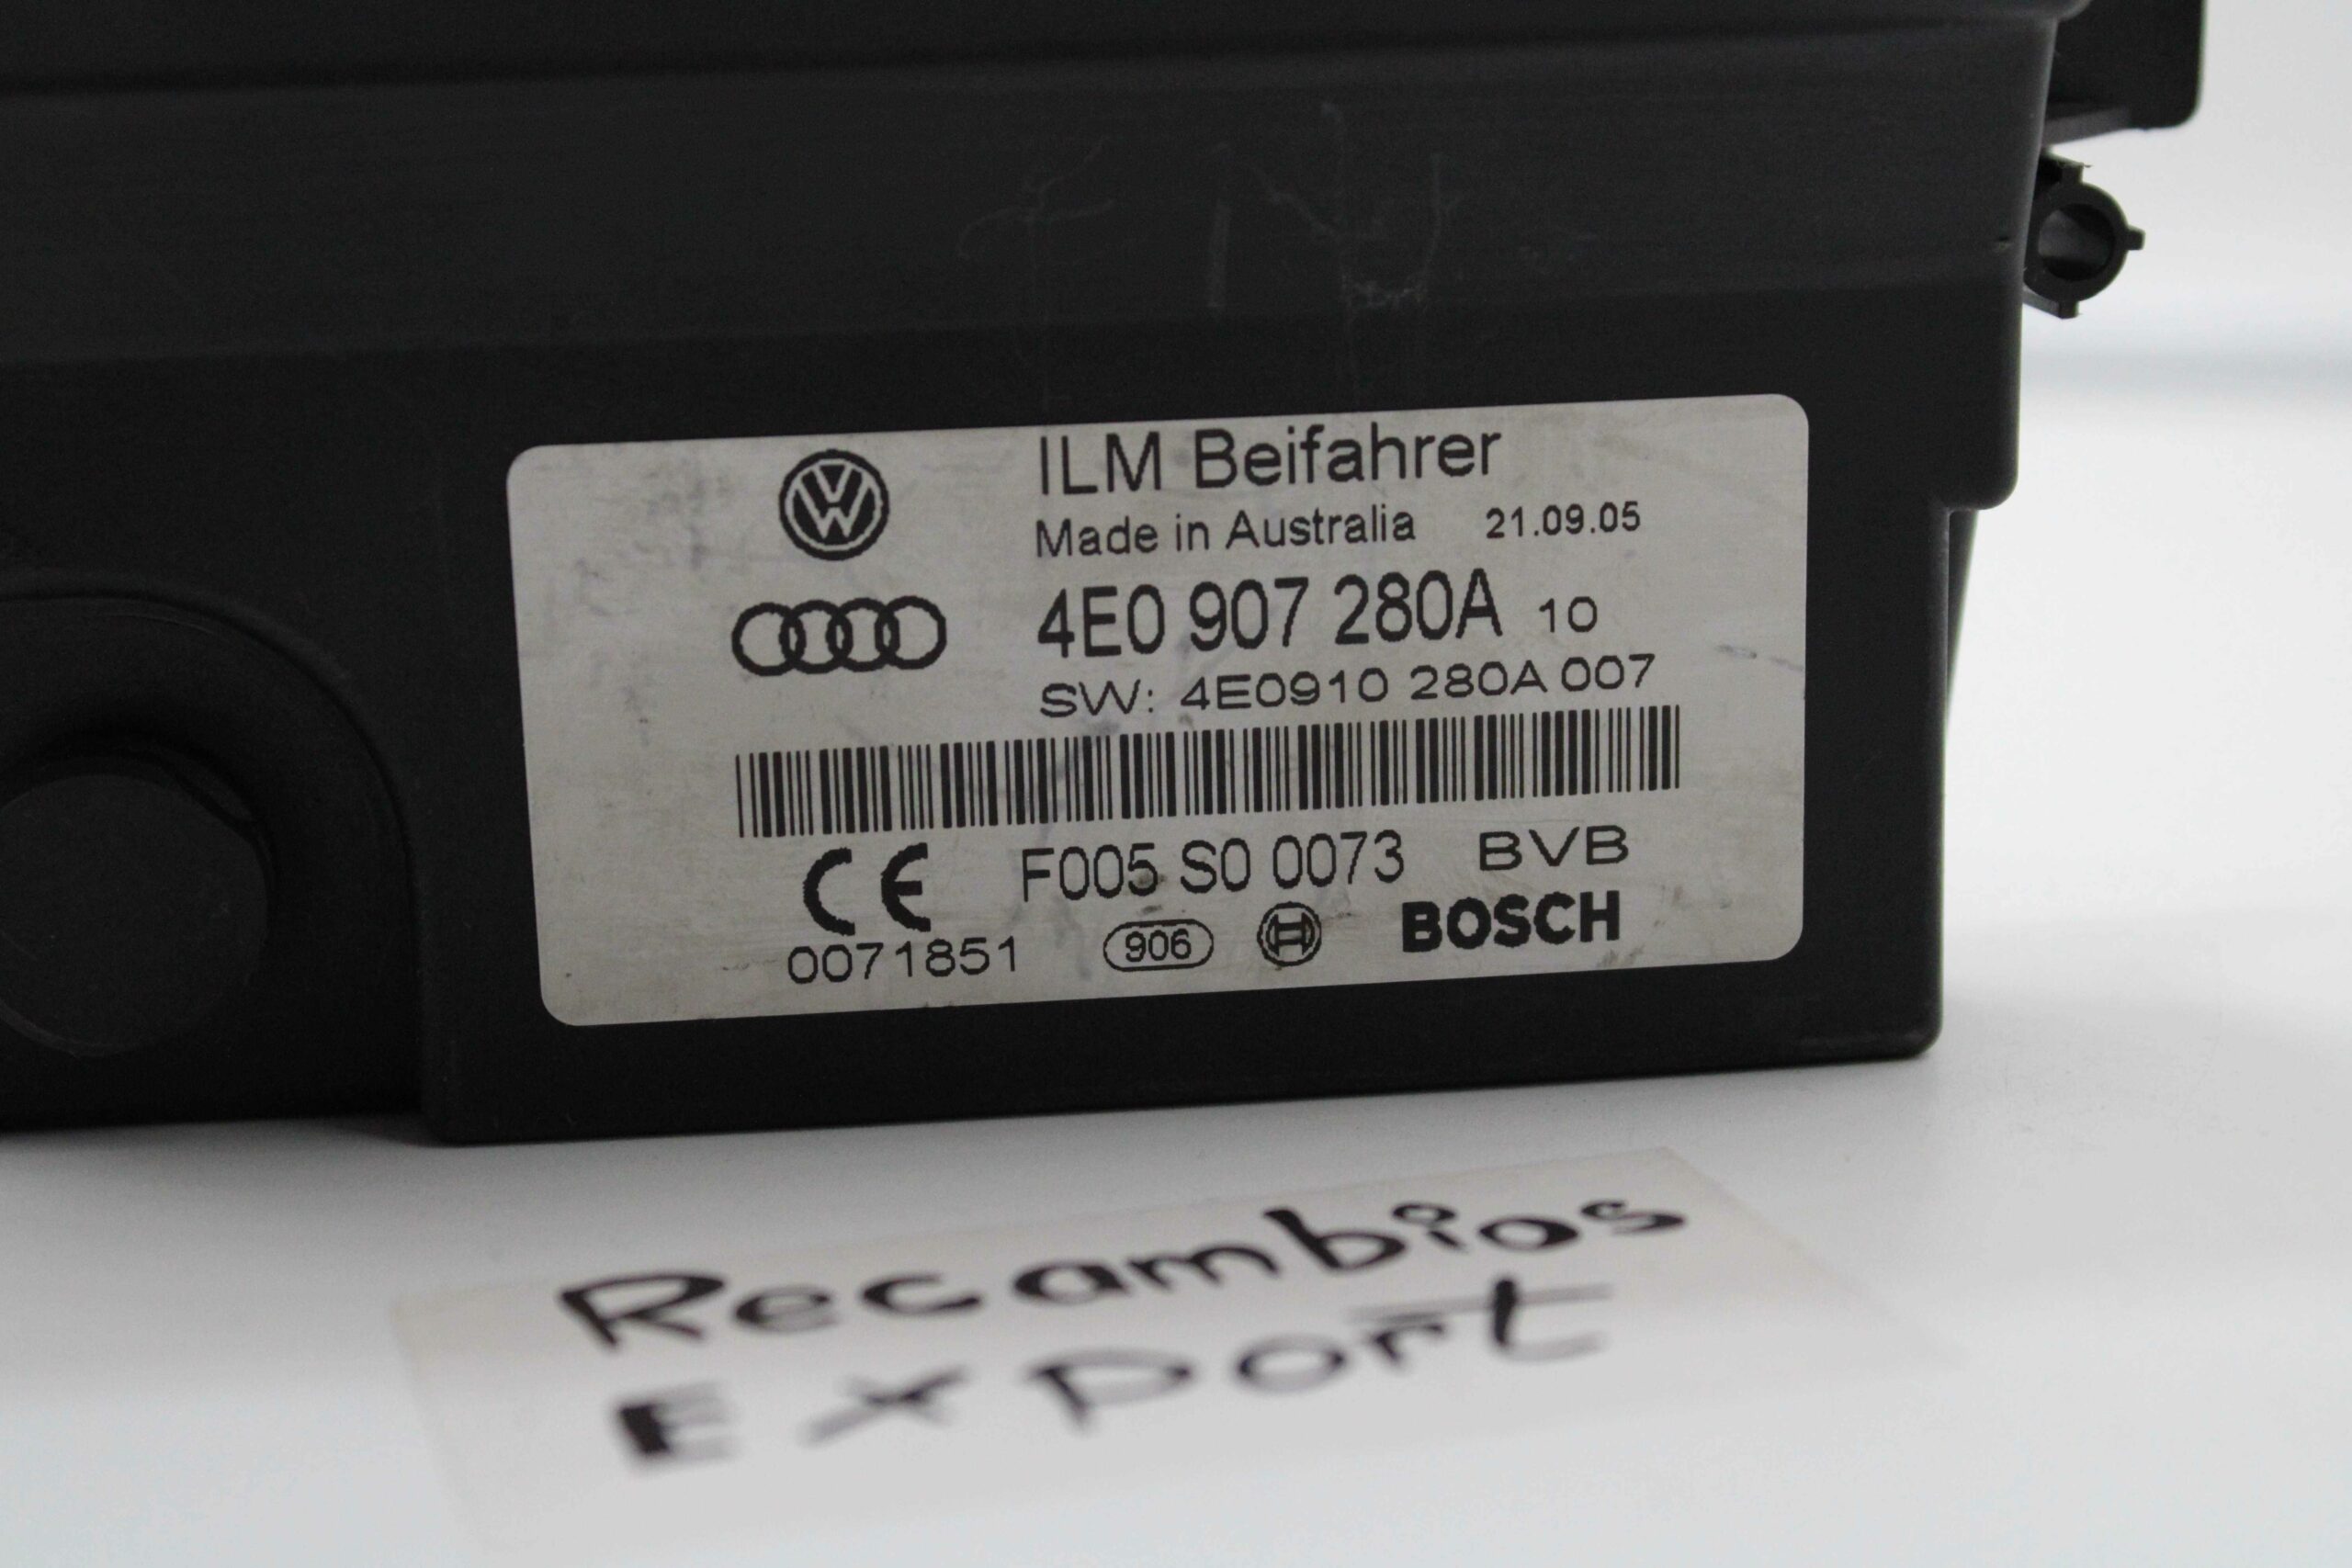 ILM Beifahrer
Made in Australia 21.09.05
4E0 907 280A 10
SW: 4E0910 280A 007
F005 S0 0073 BVB
CE
0071851 906 BOSCH
Recambios
Export